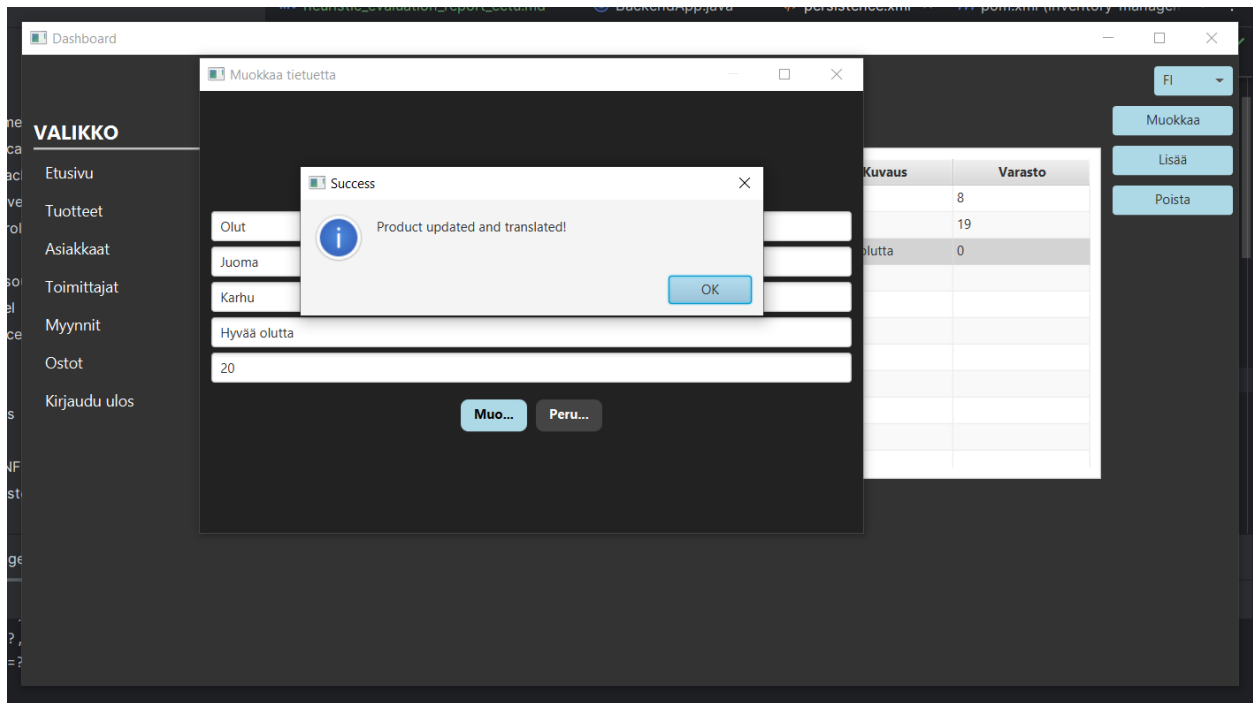 heuristic_evaluation_report_eetu.md BackendApp.java persistence.xml pom.xml (inventory-manage
Dashboard
Muokkaa tietuetta
FI
Muokkaa
Lisää
Poista
VALIKKO
Etusivu
Tuotteet
Asiakkaat
Toimittajat
Myynnit
Ostot
Kirjaudu ulos
Kuvaus Varasto
8
19
olutta 0
Success
Product updated and translated!
OK
Olut
Juoma
Karhu
Hyvää olutta
20
Muo... Peru...